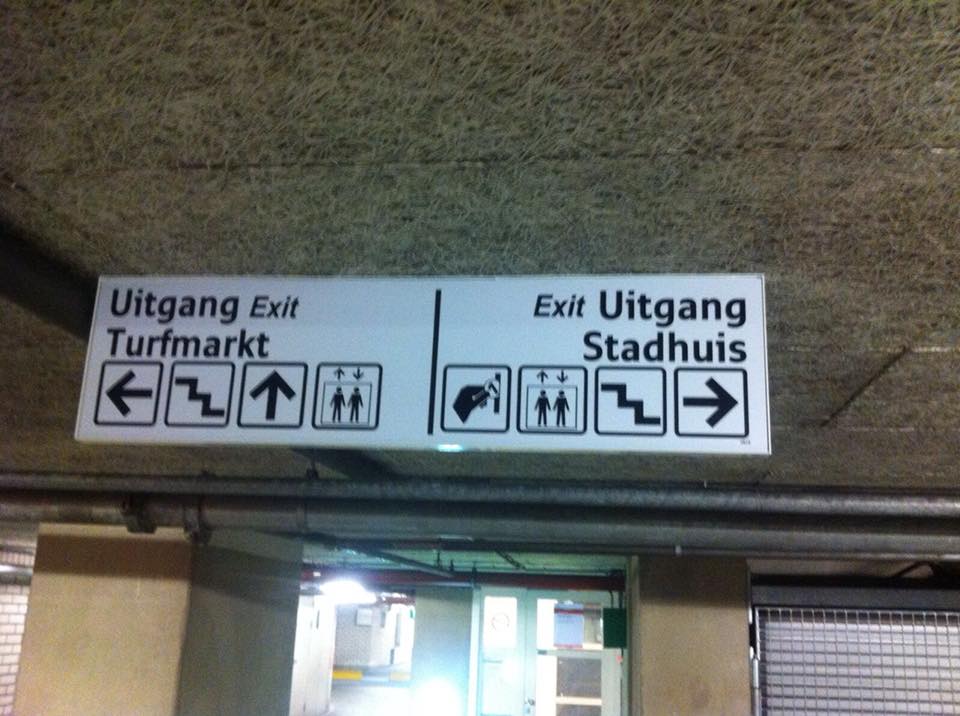 Uitgang Exit
Turfmarkt
Exit Uitgang
Stadhuis